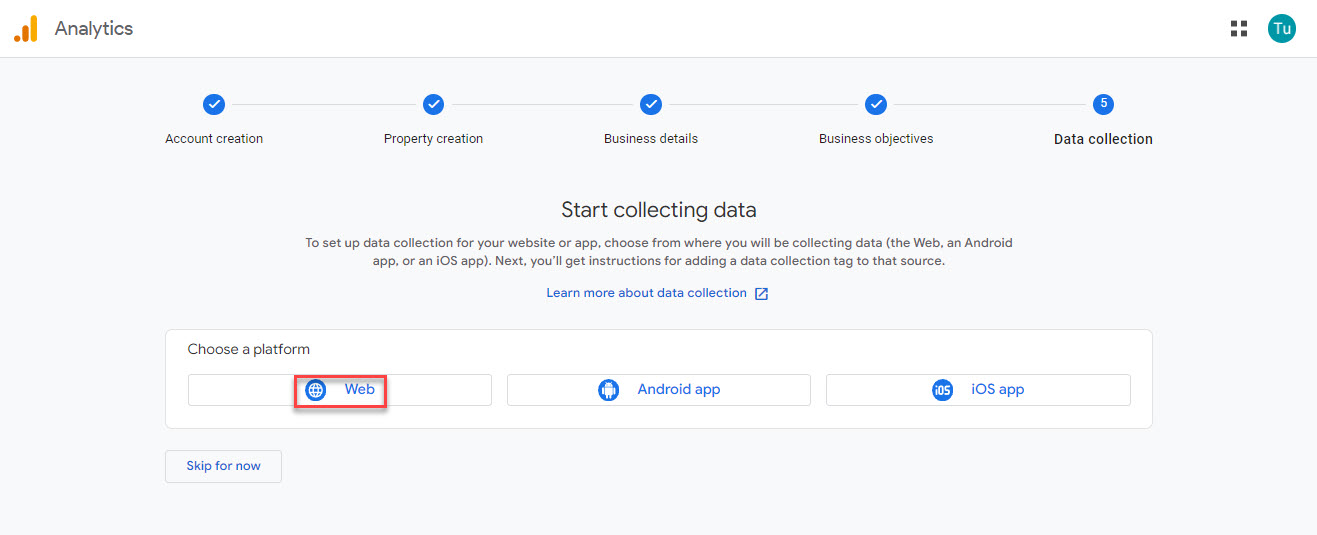 Analytics
Tu
5
Account creation
Property creation
Business details
Business objectives
Data collection
Start collecting data
To set up data collection for your website or app, choose from where you will be collecting data (the Web, an Android
app, or an iOS app). Next, you'll get instructions for adding a data collection tag to that source.
Learn more about data collection
Choose a platform
Web
Android app
iOS iOS app
Skip for now